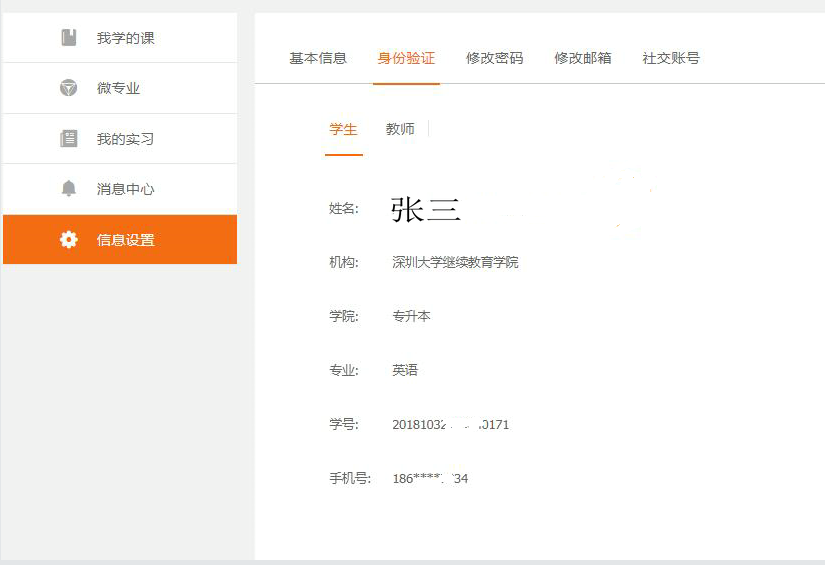 我学的课
微专业
我的实习
消息中心
信息设置
基本信息 身份验证 修改密码 修改邮箱 社交账号
学生 教师
姓名: 张三
机构: 深圳大学继续教育学院
学院: 专升本
专业: 英语
学号: 2018103 0171
手机号: 186**** 34